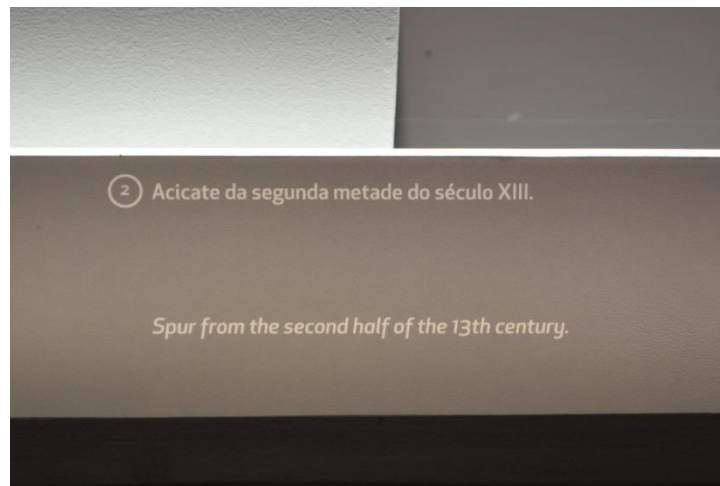 2 Acicate da segunda metade do século XIII.
Spur from the second half of the 13th century.